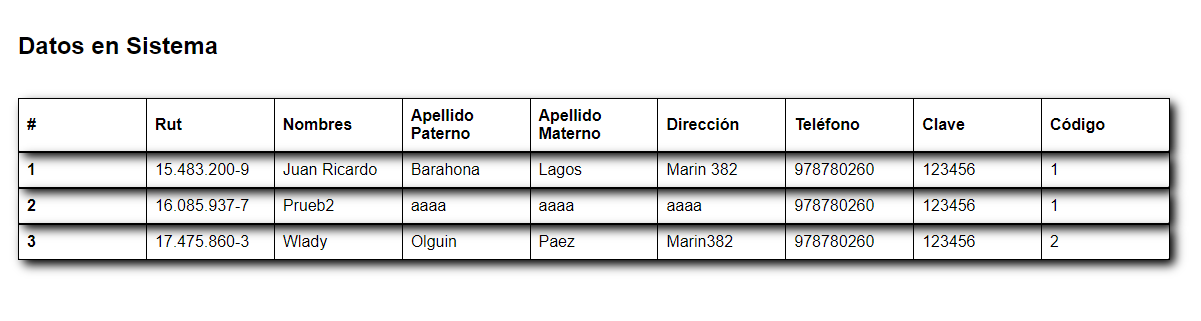 Datos en Sistema
# Rut Nombres Apellido Paterno Apellido Materno Dirección Teléfono Clave Código
1 15.483.200-9 Juan Ricardo Barahona Lagos Marin 382 978780260 123456 1
2 16.085.937-7 Prueb2 aaaa aaaa aaaa 978780260 123456 1
3 17.475.860-3 Wlady Olguin Paez Marin382 978780260 123456 2